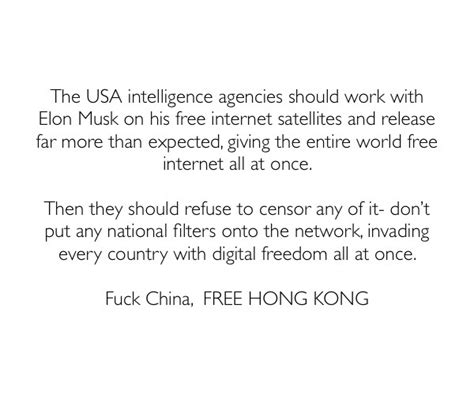 The USA intelligence agencies should work with
Elon Musk on his free internet satellites and release
far more than expected, giving the entire world free
internet all at once.
Then they should refuse to censor any of it- don't
put any national filters onto the network, invading
every country with digital freedom all at once.
Fuck China,  FREE HONG KONG